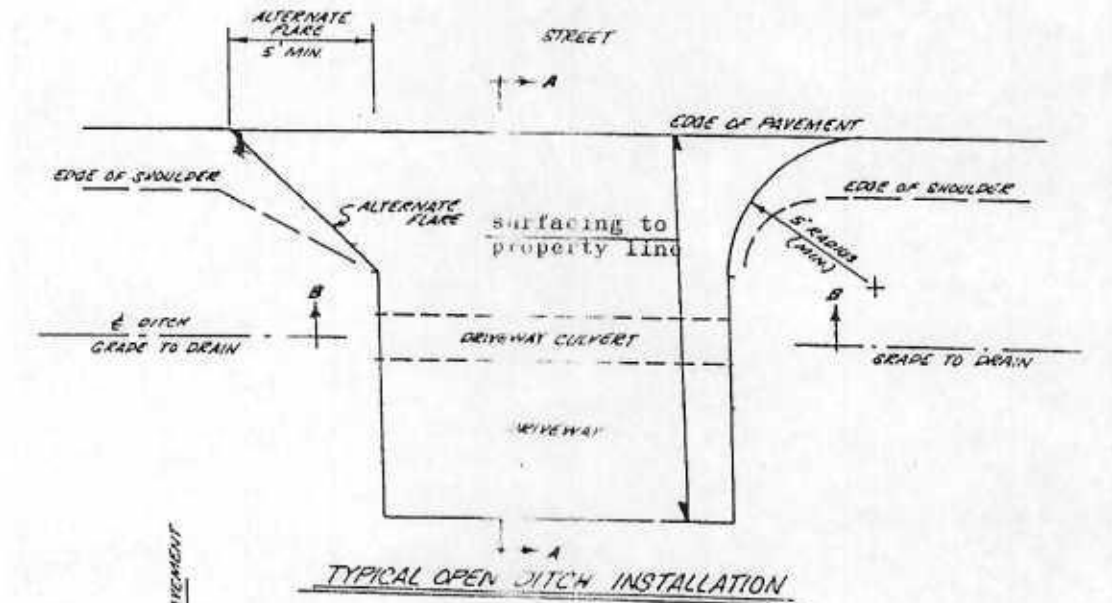 ALTERNATE
FLARE
5' MIN.
STREET
A
EDGE OF PAVEMENT
EDGE OF SHOULDER
EDGE OF SHOULDER
ALTERNATE
FLARE
surfacing to
property line
5' RADIUS
(MIN.)
B
B
℄ DITCH
GRADE TO DRAIN
DRIVEWAY CULVERT
GRADE TO DRAIN
DRIVEWAY
A
TYPICAL OPEN DITCH INSTALLATION